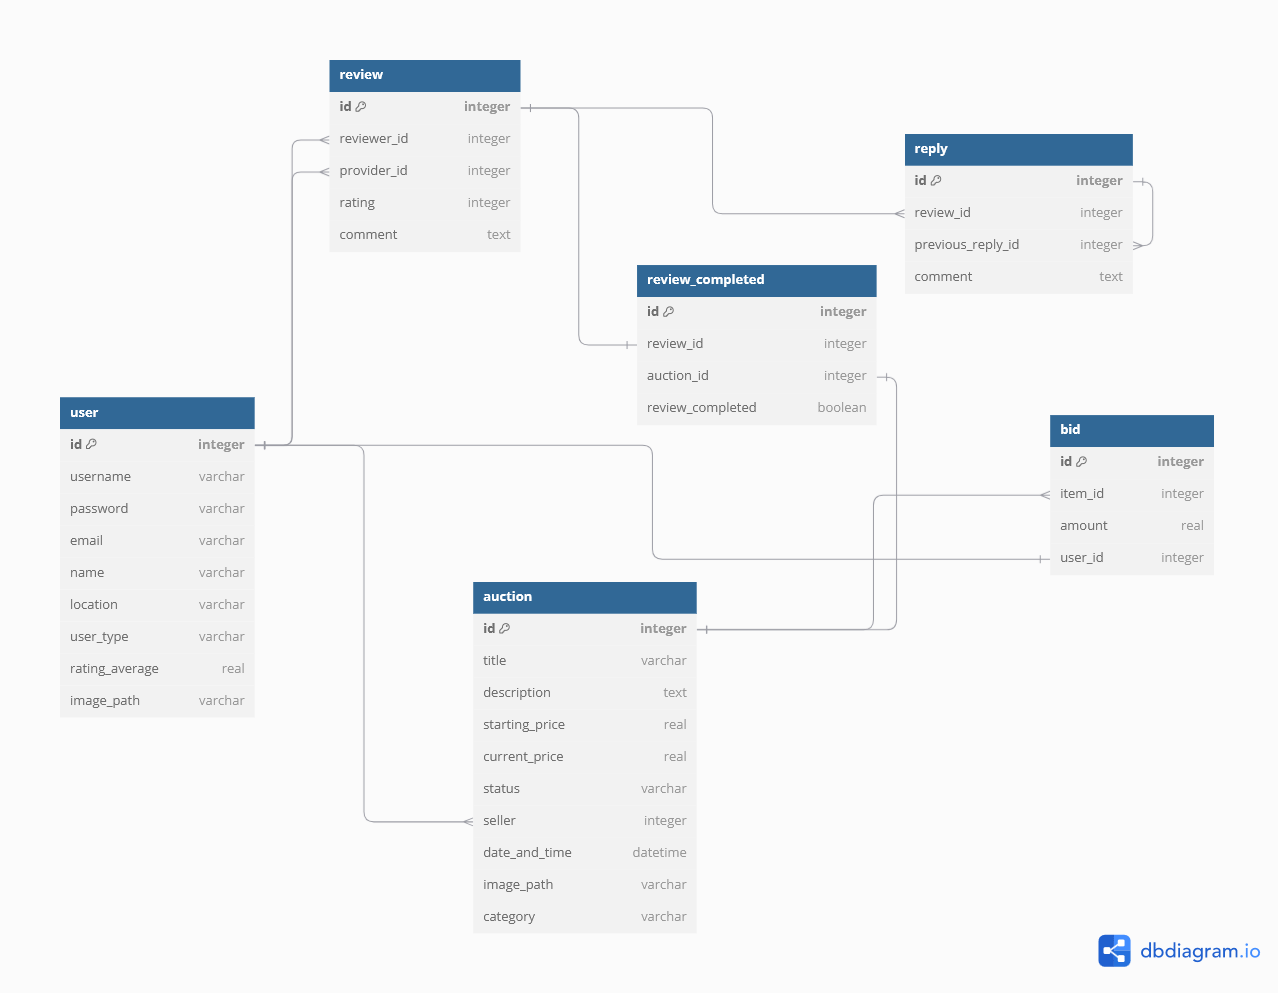 review
id integer
reviewer_id integer
provider_id integer
rating integer
comment text
reply
id integer
review_id integer
previous_reply_id integer
comment text
review_completed
id integer
review_id integer
auction_id integer
review_completed boolean
user
id integer
username varchar
password varchar
email varchar
name varchar
location varchar
user_type varchar
rating_average real
image_path varchar
bid
id integer
item_id integer
amount real
user_id integer
auction
id integer
title varchar
description text
starting_price real
current_price real
status varchar
seller integer
date_and_time datetime
image_path varchar
category varchar
dbdiagram.io